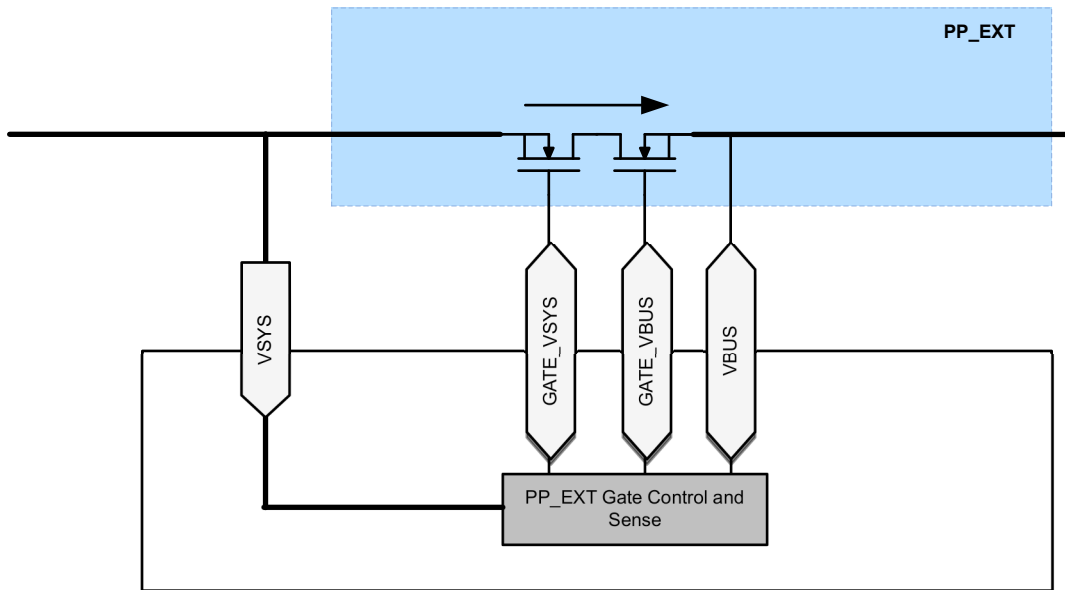 PP_EXT
VSYS
GATE_VSYS
GATE_VBUS
VBUS
PP_EXT Gate Control and
Sense